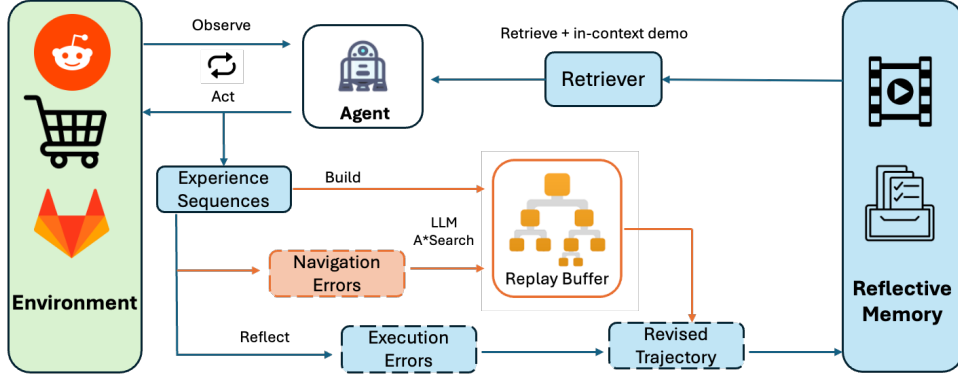 Observe
Act
Agent
Retrieve + in-context demo
Retriever
Experience
Sequences
Build
LLM
A*Search
Navigation
Errors
Replay Buffer
Environment
Reflective
Memory
Reflect
Execution
Errors
Revised
Trajectory